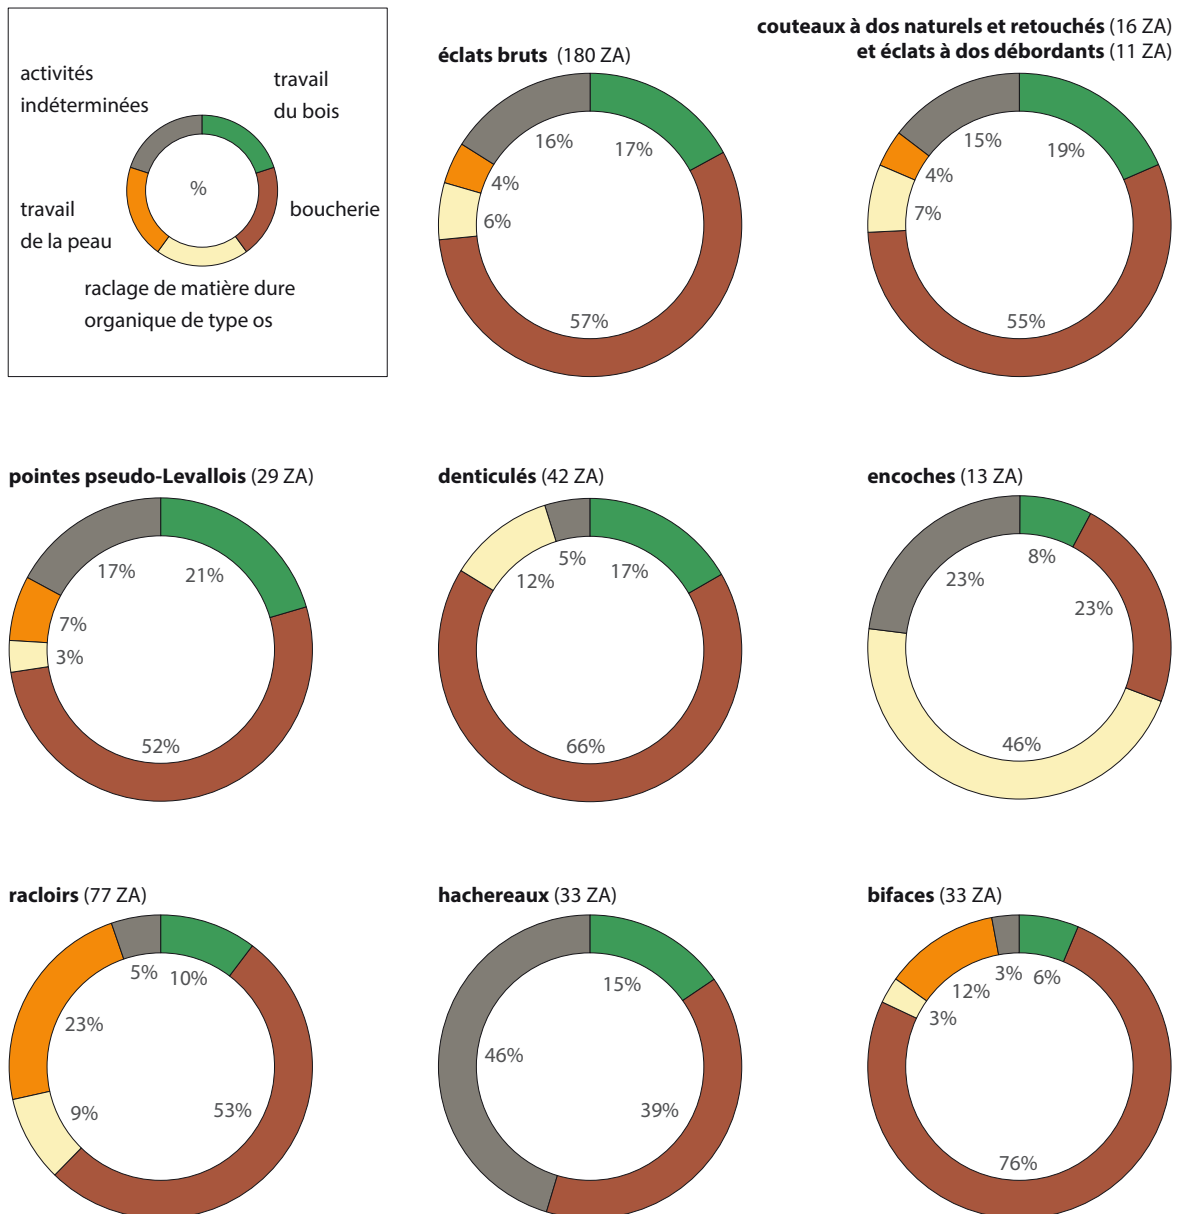 activités
indéterminées
travail
du bois
%
travail
de la peau
boucherie
raclage de matière dure
organique de type os
éclats bruts (180 ZA)
16%
17%
4%
6%
57%
couteaux à dos naturels et retouchés (16 ZA)
et éclats à dos débordants (11 ZA)
15%
19%
4%
7%
55%
pointes pseudo-Levallois (29 ZA)
17%
21%
7%
3%
52%
denticulés (42 ZA)
5%
12%
17%
66%
encoches (13 ZA)
8%
23%
23%
46%
racloirs (77 ZA)
5%
10%
23%
9%
53%
hachereaux (33 ZA)
15%
46%
39%
bifaces (33 ZA)
3%
6%
12%
3%
76%